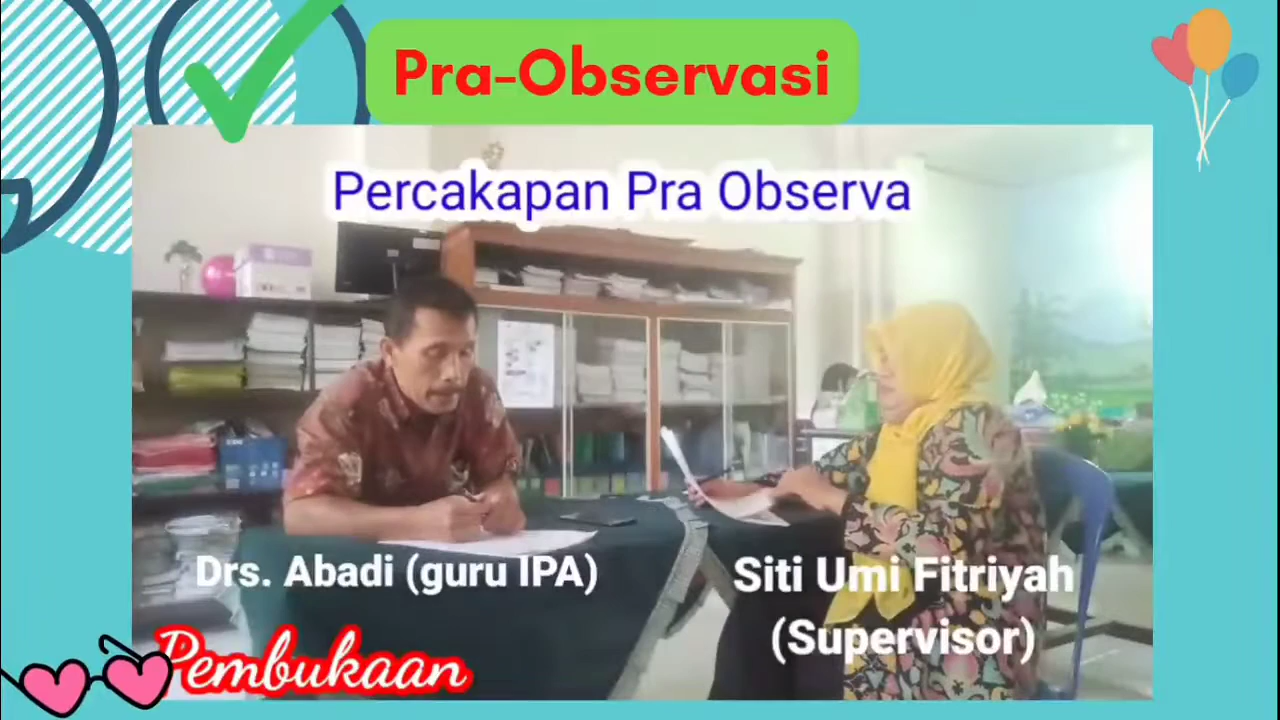 Pra-Observasi
Percakapan Pra Observa
Drs. Abadi (guru IPA)
Siti Umi Fitriyah
(Supervisor)
Pembukaan